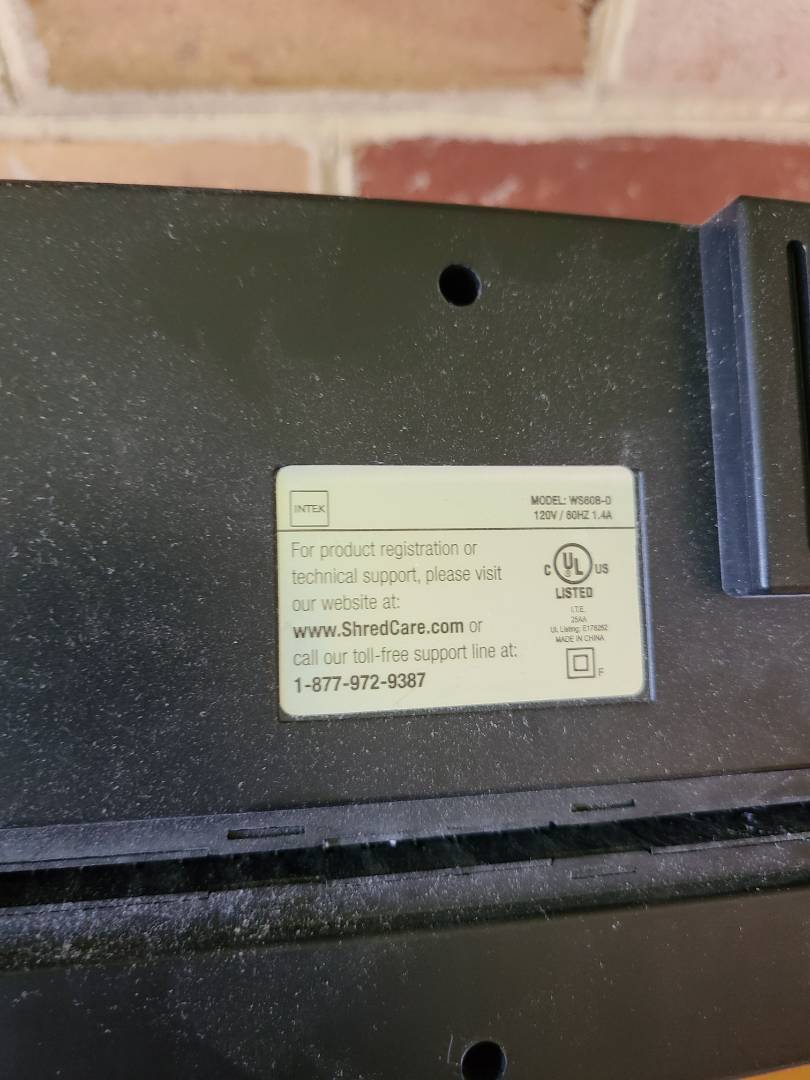 INTEX
MODEL: WS60B-D
120V / 60HZ 1.4A
For product registration or
technical support, please visit
our website at:
www.ShredCare.com or
call our toll-free support line at:
1-877-972-9387
C UL US
LISTED
I.T.E.
25AA
UL Listing: E176262
MADE IN CHINA
F